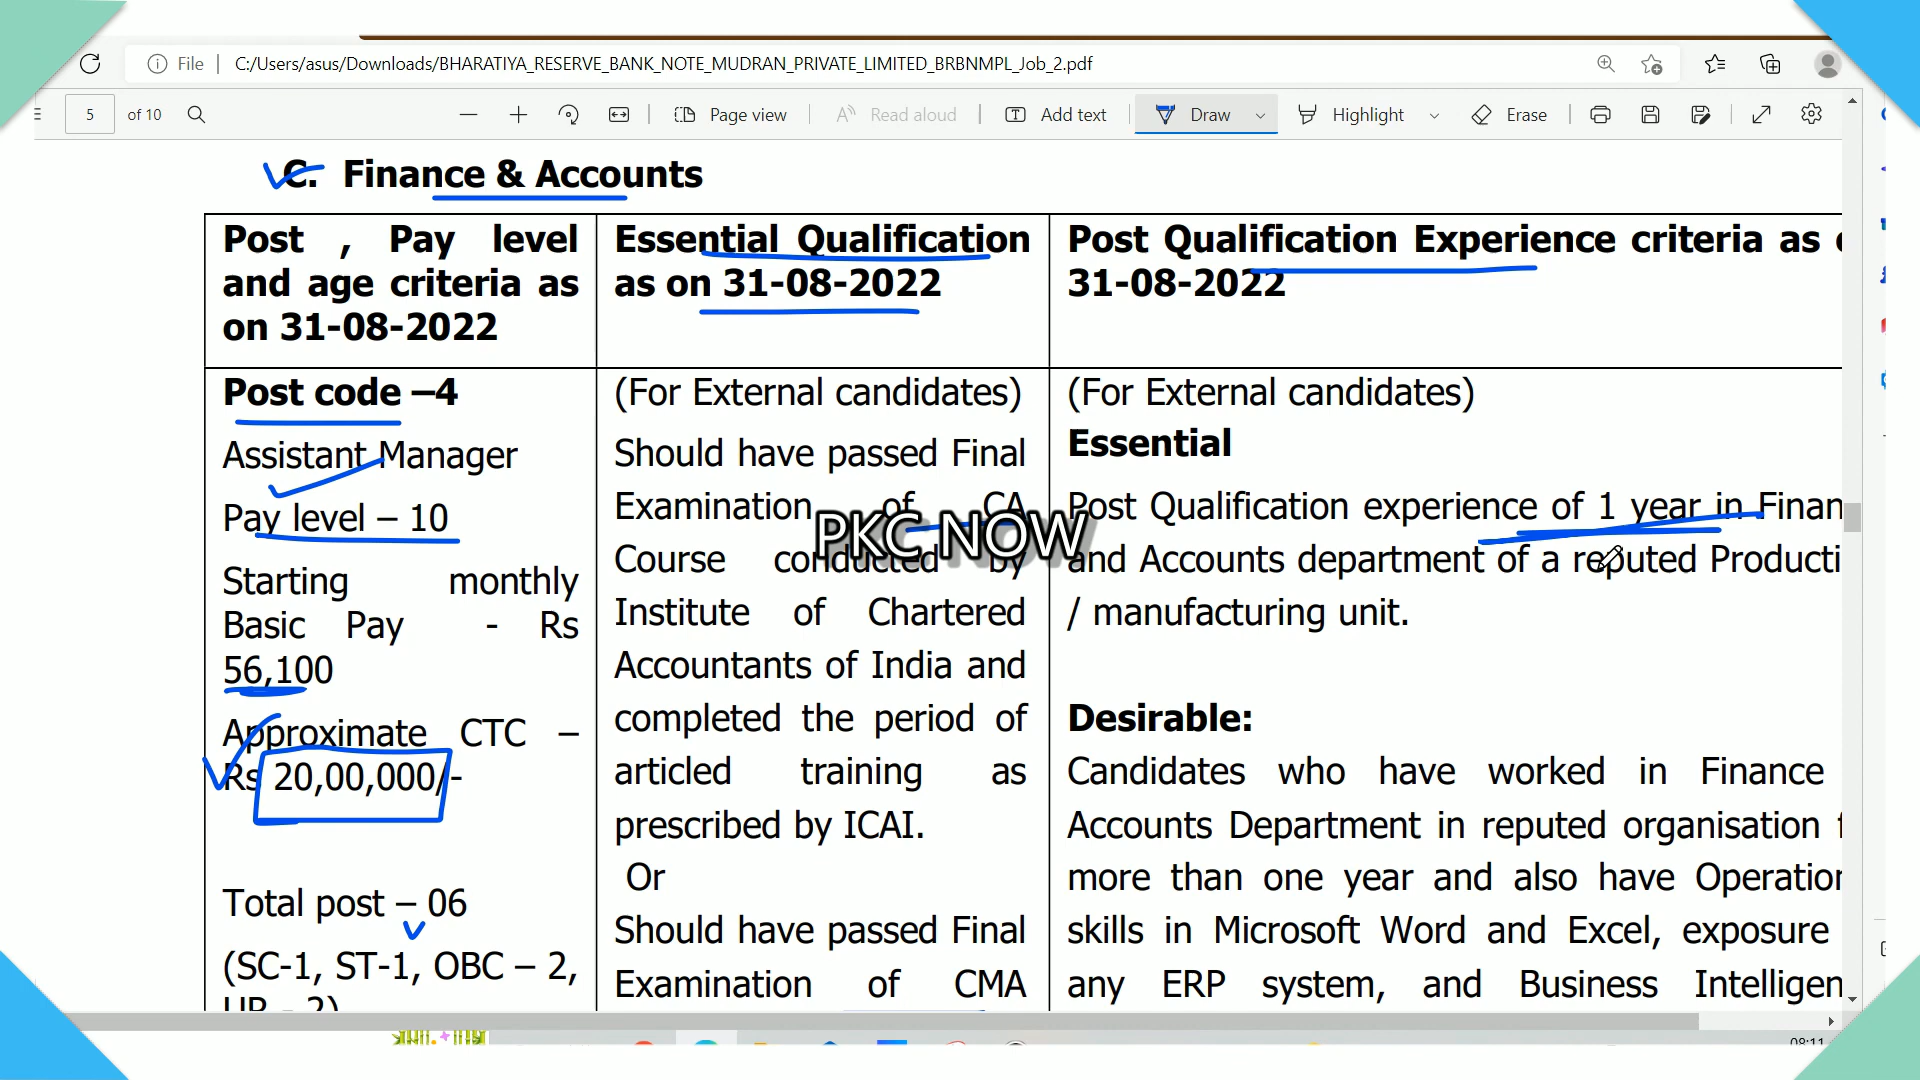 File
C:/Users/asus/Downloads/BHARATIYA_RESERVE_BANK_NOTE_MUDRAN_PRIVATE_LIMITED_BRBNMPL_Job_2.pdf
5 of 10
Page view
Read aloud
Add text
Draw
Highlight
Erase
C. Finance & Accounts
Post , Pay level
and age criteria as
on 31-08-2022
Essential Qualification
as on 31-08-2022
Post Qualification Experience criteria as
31-08-2022
Post code –4
Assistant Manager
Pay level – 10
Starting monthly
Basic Pay - Rs
56,100
Approximate CTC –
Rs 20,00,000/-
Total post – 06
(SC-1, ST-1, OBC – 2,
UR - 2)
(For External candidates)
Should have passed Final
Examination of CA
Course conducted by
Institute of Chartered
Accountants of India and
completed the period of
articled training as
prescribed by ICAI.
Or
Should have passed Final
Examination of CMA
(For External candidates)
Essential
Post Qualification experience of 1 year in Finan
and Accounts department of a reputed Producti
/ manufacturing unit.
Desirable:
Candidates who have worked in Finance
Accounts Department in reputed organisation
more than one year and also have Operation
skills in Microsoft Word and Excel, exposure
any ERP system, and Business Intelligen
PKC NOW
08:11